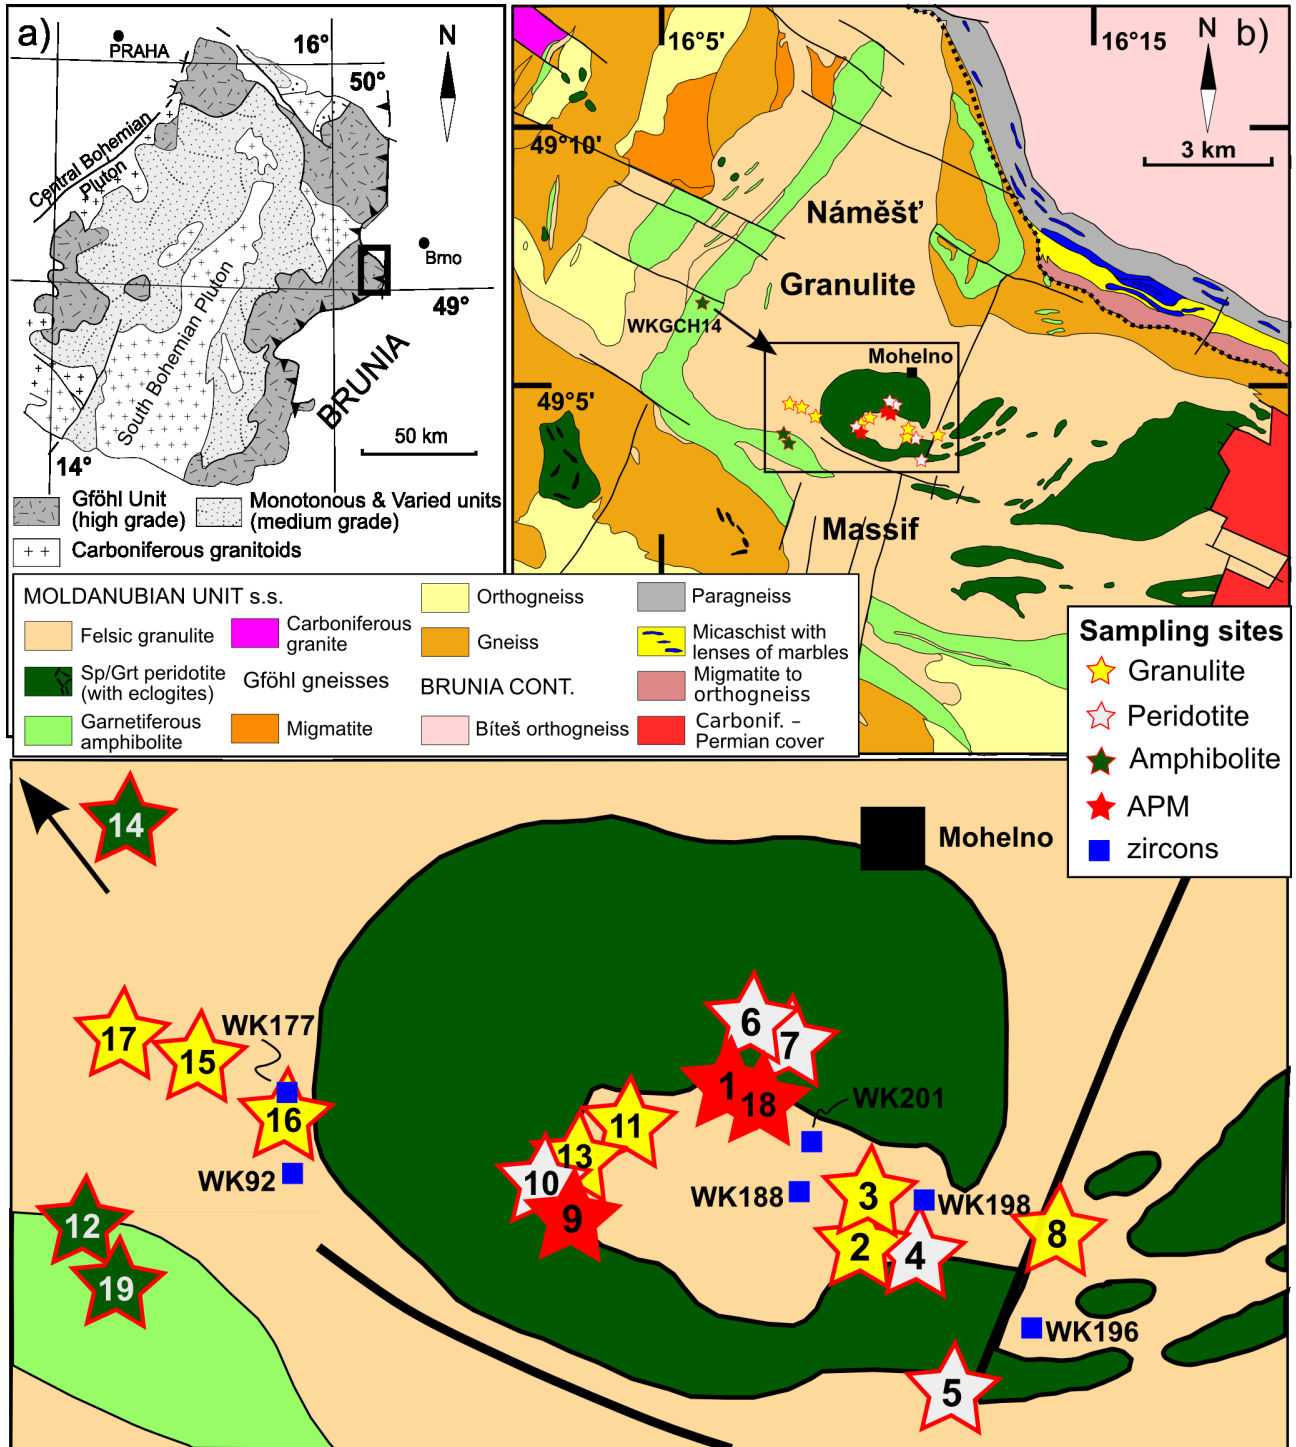 a)
PRAHA
16°
N
50°
Central Bohemian
Pluton
Brno
49°
South Bohemian Pluton
BRUNIA
50 km
14°
Gföhl Unit
(high grade)
Monotonous & Varied units
(medium grade)
Carboniferous granitoids
16°5'
16°15
N
b)
49°10'
3 km
Náměšť
Granulite
WKGCH14
Mohelno
49°5'
Massif
MOLDANUBIAN UNIT s.s.
Felsic granulite
Sp/Grt peridotite
(with eclogites)
Garnetiferous
amphibolite
Carboniferous
granite
Gföhl gneisses
Migmatite
Orthogneiss
Gneiss
BRUNIA CONT.
Bíteš orthogneiss
Paragneiss
Micaschist with
lenses of marbles
Migmatite to
orthogneiss
Carbonif. –
Permian cover
Sampling sites
Granulite
Peridotite
Amphibolite
APM
zircons
14
Mohelno
17
15
WK177
16
WK92
12
19
6
7
1
18
WK201
11
13
10
9
WK188
3
WK198
2
4
8
WK196
5